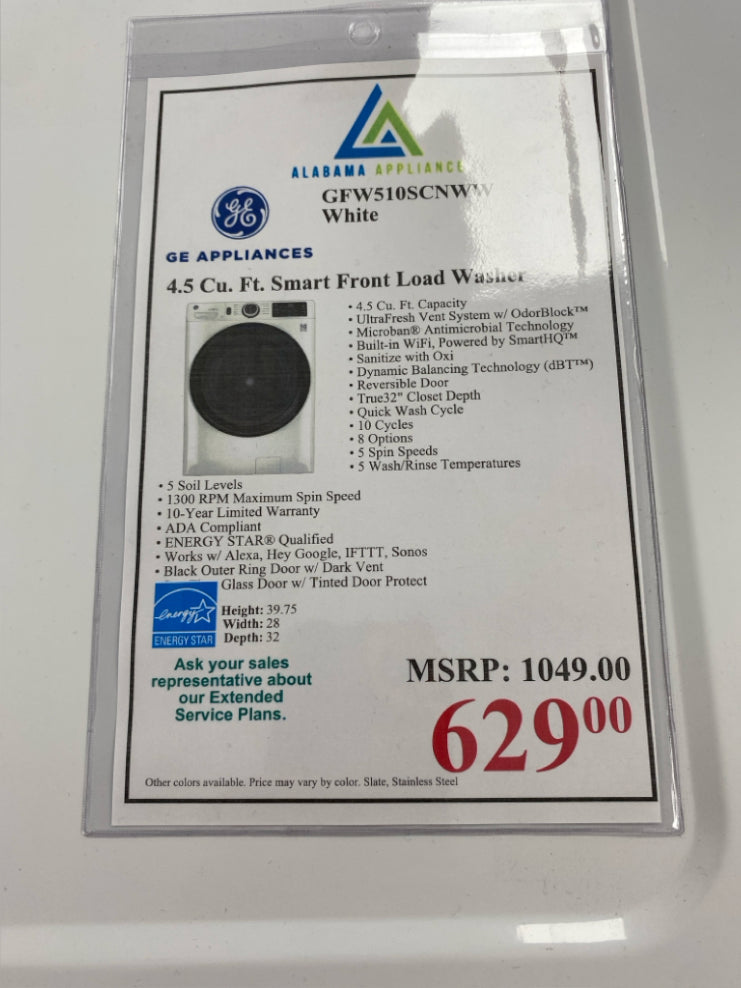 ALABAMA APPLIANCE
GFW510SCNWW
White
GE
GE APPLIANCES
4.5 Cu. Ft. Smart Front Load Washer
• 4.5 Cu. Ft. Capacity
• UltraFresh Vent System w/ OdorBlock™
• Microban® Antimicrobial Technology
• Built-in WiFi, Powered by SmartHQ™
• Sanitize with Oxi
• Dynamic Balancing Technology (dBT™)
• Reversible Door
• True32" Closet Depth
• Quick Wash Cycle
• 10 Cycles
• 8 Options
• 5 Spin Speeds
• 5 Wash/Rinse Temperatures
• 5 Soil Levels
• 1300 RPM Maximum Spin Speed
• 10-Year Limited Warranty
• ADA Compliant
• ENERGY STAR® Qualified
• Works w/ Alexa, Hey Google, IFTTT, Sonos
• Black Outer Ring Door w/ Dark Vent
Glass Door w/ Tinted Door Protect
energy
ENERGY STAR
Height: 39.75
Width: 28
Depth: 32
Ask your sales
representative about
our Extended
Service Plans.
MSRP: 1049.00
62900
Other colors available. Price may vary by color. Slate, Stainless Steel